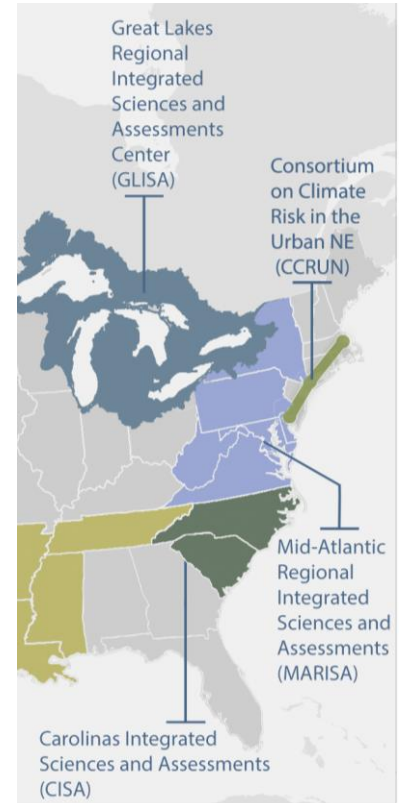 Great Lakes
Regional
Integrated
Sciences and
Assessments
Center
(GLISA)
Consortium
on Climate
Risk in the
Urban NE
(CCRUN)
Mid-Atlantic
Regional
Integrated
Sciences and
Assessments
(MARISA)
Carolinas Integrated
Sciences and Assessments
(CISA)